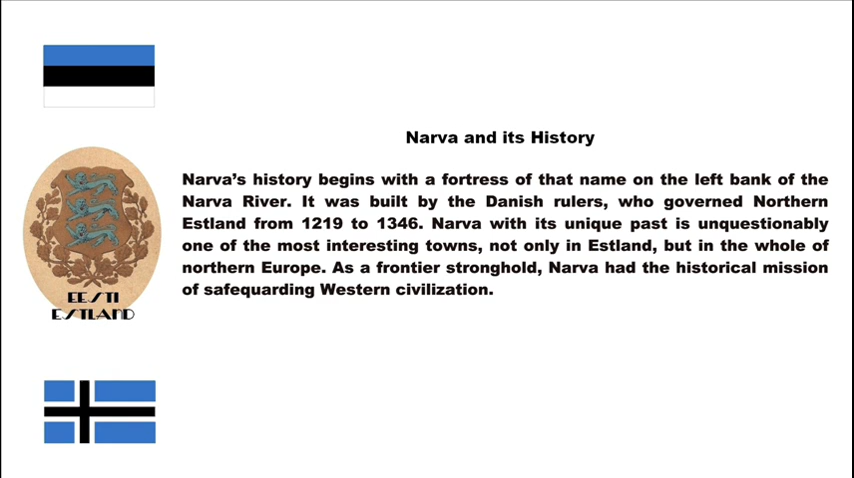 Narva and its History
Narva's history begins with a fortress of that name on the left bank of the
Narva River. It was built by the Danish rulers, who governed Northern
Estland from 1219 to 1346. Narva with its unique past is unquestionably
one of the most interesting towns, not only in Estland, but in the whole of
northern Europe. As a frontier stronghold, Narva had the historical mission
of safequarding Western civilization.
EESTI
ESTLAND